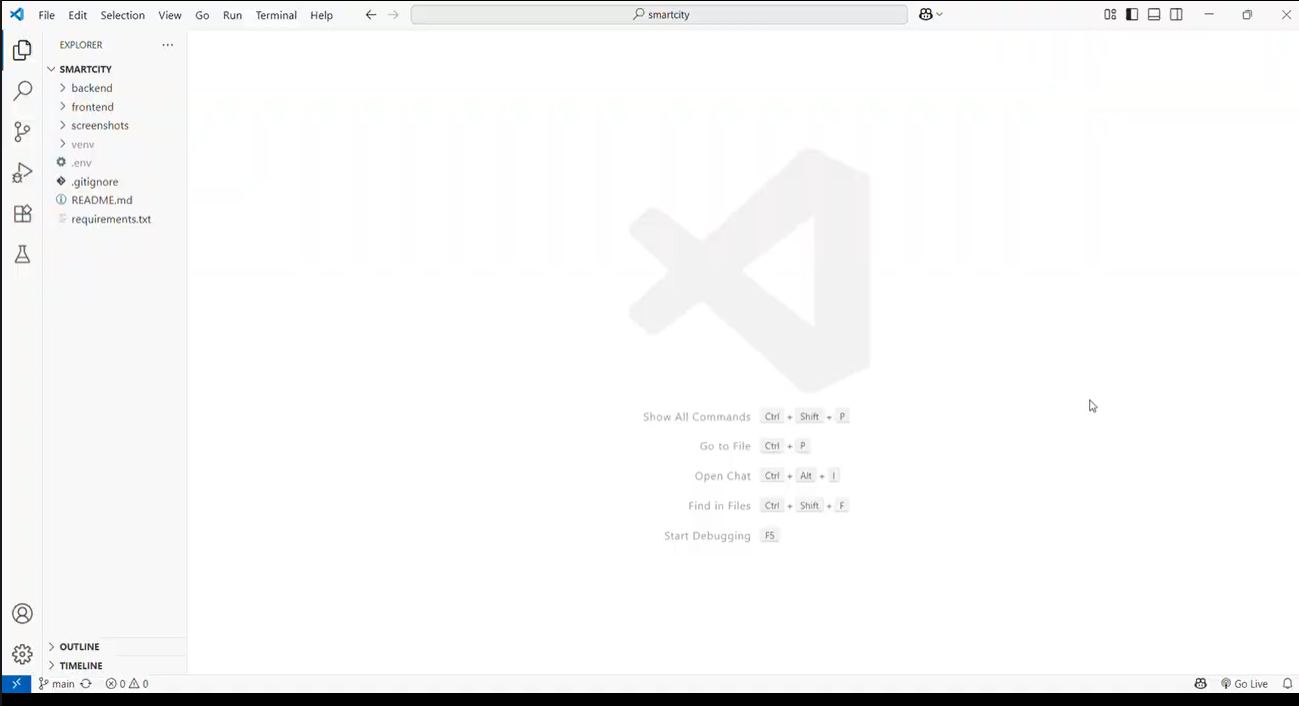 File Edit Selection View Go Run Terminal Help smartcity
EXPLORER
SMARTCITY
backend
frontend
screenshots
venv
.env
.gitignore
README.md
requirements.txt
Show All Commands Ctrl + Shift + P
Go to File Ctrl + P
Open Chat Ctrl + Alt + I
Find in Files Ctrl + Shift + F
Start Debugging F5
OUTLINE
TIMELINE
main 0 0 Go Live